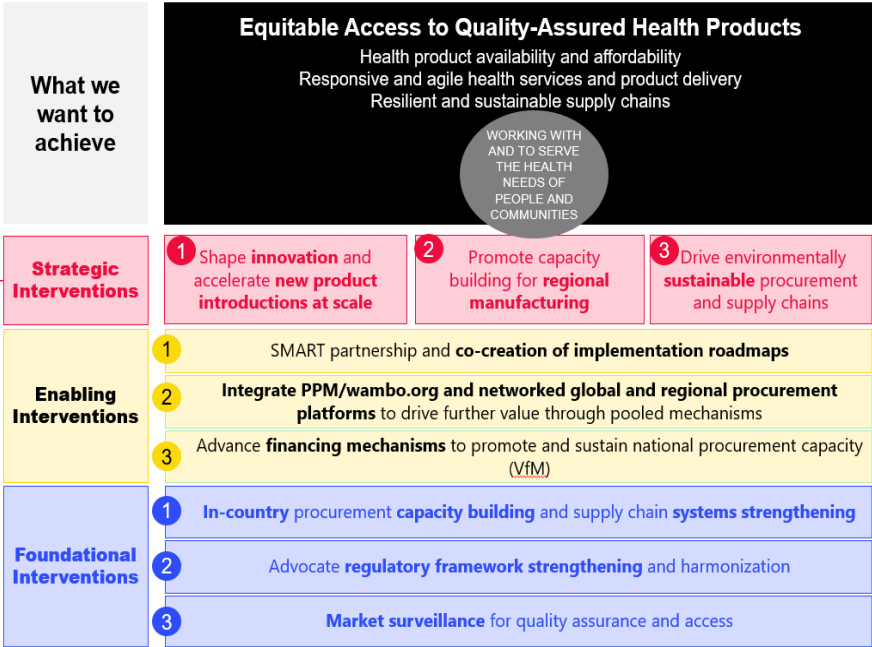 What we
want to
achieve
Equitable Access to Quality-Assured Health Products
Health product availability and affordability
Responsive and agile health services and product delivery
Resilient and sustainable supply chains
WORKING WITH
AND TO SERVE
THE HEALTH
NEEDS OF
PEOPLE AND
COMMUNITIES
Strategic
Interventions
1
Shape innovation and
accelerate new product
introductions at scale
2
Promote capacity
building for regional
manufacturing
3
Drive environmentally
sustainable procurement
and supply chains
Enabling
Interventions
1
SMART partnership and co-creation of implementation roadmaps
2
Integrate PPM/wambo.org and networked global and regional procurement
platforms to drive further value through pooled mechanisms
3
Advance financing mechanisms to promote and sustain national procurement capacity
(VfM)
Foundational
Interventions
1
In-country procurement capacity building and supply chain systems strengthening
2
Advocate regulatory framework strengthening and harmonization
3
Market surveillance for quality assurance and access